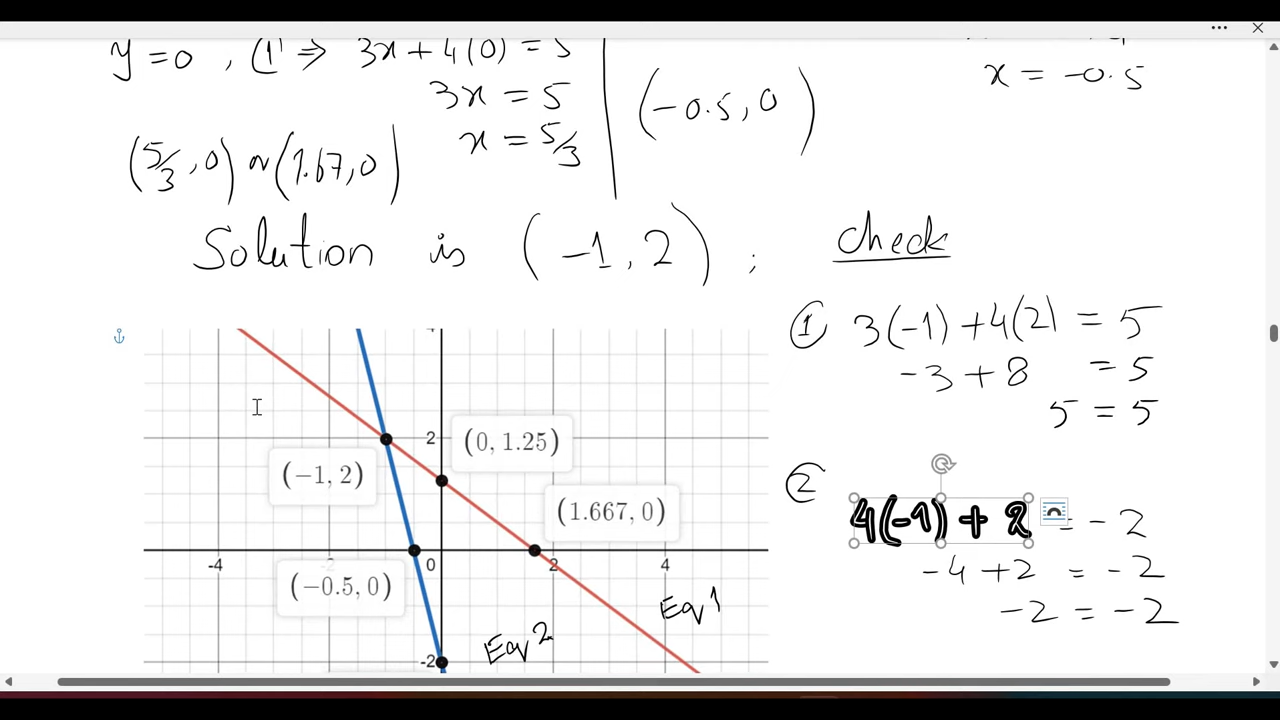 y = 0 , (1) ⇒ 3x + 4(0) = 5
3x = 5
x = 5/3
(5/3 , 0) ~ (1.67, 0)
(-0.5, 0)
x = -0.5
Solution is (-1, 2) ;
check
① 3(-1) + 4(2) = 5
-3 + 8 = 5
5 = 5
② 4(-1) + 2 = -2
-4 + 2 = -2
-2 = -2
4
2
(0, 1.25)
(−1, 2)
(1.667, 0)
-4
-2
0
2
4
(−0.5, 0)
Eq 1
Eq 2
-2